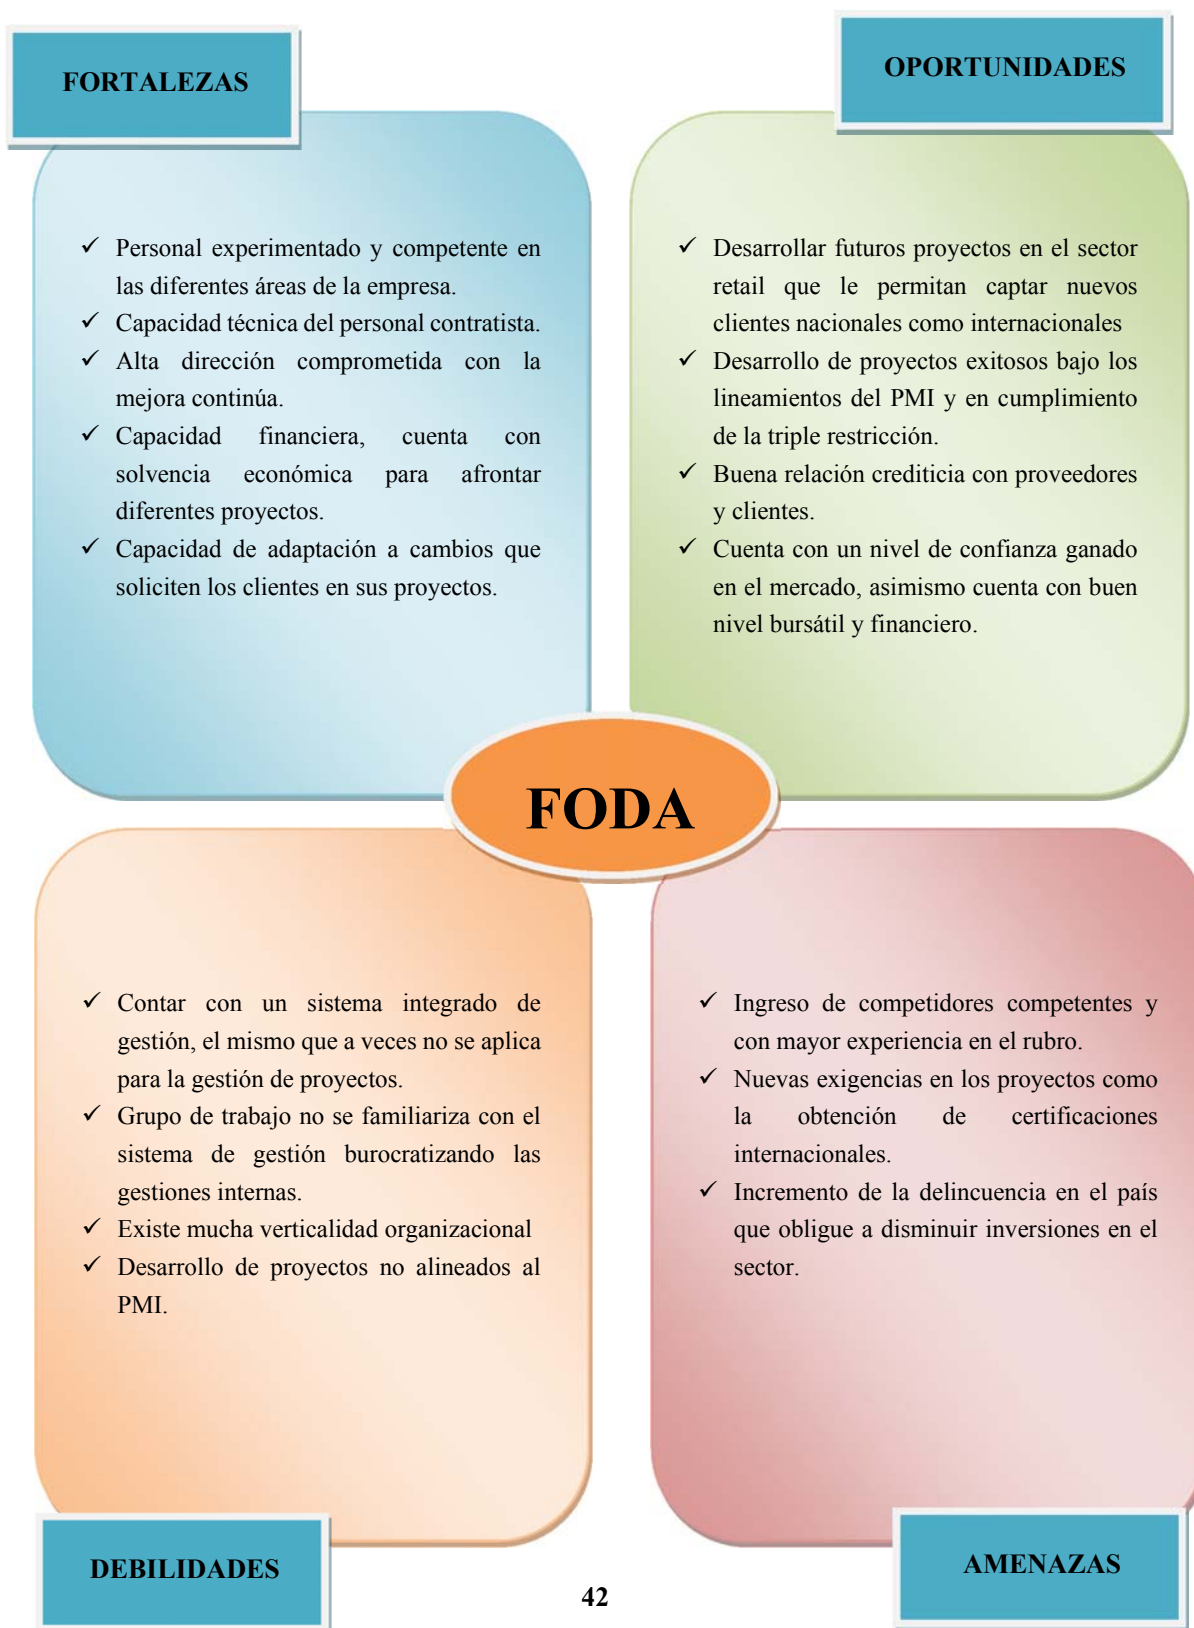 FORTALEZAS
Personal experimentado y competente en
las diferentes áreas de la empresa.
Capacidad técnica del personal contratista.
Alta dirección comprometida con la
mejora continúa.
Capacidad financiera, cuenta con
solvencia económica para afrontar
diferentes proyectos.
Capacidad de adaptación a cambios que
soliciten los clientes en sus proyectos.
OPORTUNIDADES
Desarrollar futuros proyectos en el sector
retail que le permitan captar nuevos
clientes nacionales como internacionales
Desarrollo de proyectos exitosos bajo los
lineamientos del PMI y en cumplimiento
de la triple restricción.
Buena relación crediticia con proveedores
y clientes.
Cuenta con un nivel de confianza ganado
en el mercado, asimismo cuenta con buen
nivel bursátil y financiero.
FODA
Contar con un sistema integrado de
gestión, el mismo que a veces no se aplica
para la gestión de proyectos.
Grupo de trabajo no se familiariza con el
sistema de gestión burocratizando las
gestiones internas.
Existe mucha verticalidad organizacional
Desarrollo de proyectos no alineados al
PMI.
DEBILIDADES
Ingreso de competidores competentes y
con mayor experiencia en el rubro.
Nuevas exigencias en los proyectos como
la obtención de certificaciones
internacionales.
Incremento de la delincuencia en el país
que obligue a disminuir inversiones en el
sector.
AMENAZAS
42